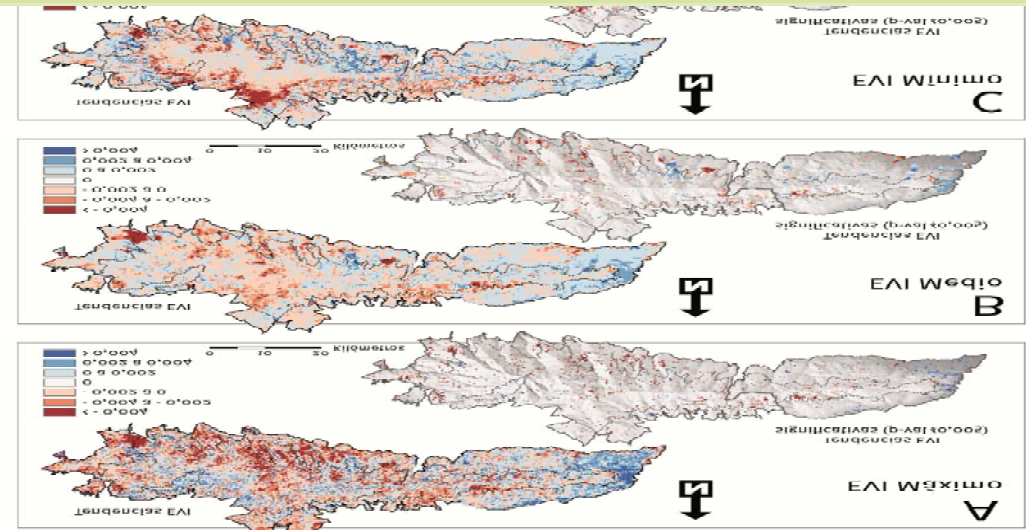 A
EVI Máximo
N
Tendencias EVI
Tendencias EVI
significativas (p-val ≤0,005)
< - 0,004
- 0,004 a - 0,002
- 0,002 a 0
0
0 a 0,002
0,002 a 0,004
> 0,004
0 10 20 Kilómetros
B
EVI Medio
N
Tendencias EVI
Tendencias EVI
significativas (p-val ≤0,005)
< - 0,004
- 0,004 a - 0,002
- 0,002 a 0
0
0 a 0,002
0,002 a 0,004
> 0,004
0 10 20 Kilómetros
C
EVI Mínimo
N
Tendencias EVI
Tendencias EVI
significativas (p-val ≤0,005)
< - 0,004